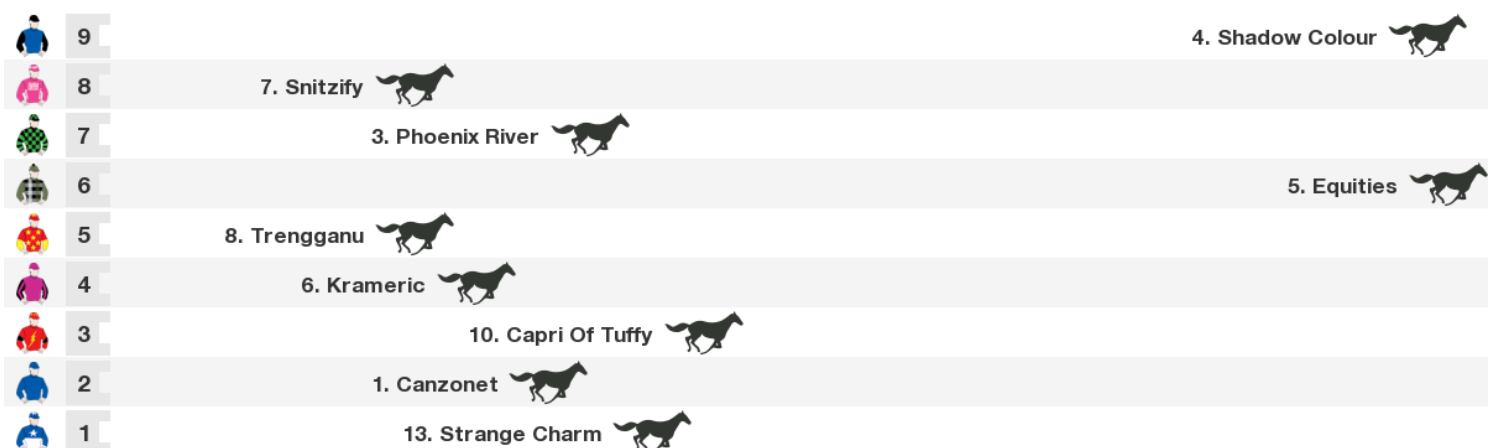 9 4. Shadow Colour
8 7. Snitzify
7 3. Phoenix River
6 5. Equities
5 8. Trengganu
4 6. Krameric
3 10. Capri Of Tuffy
2 1. Canzonet
1 13. Strange Charm